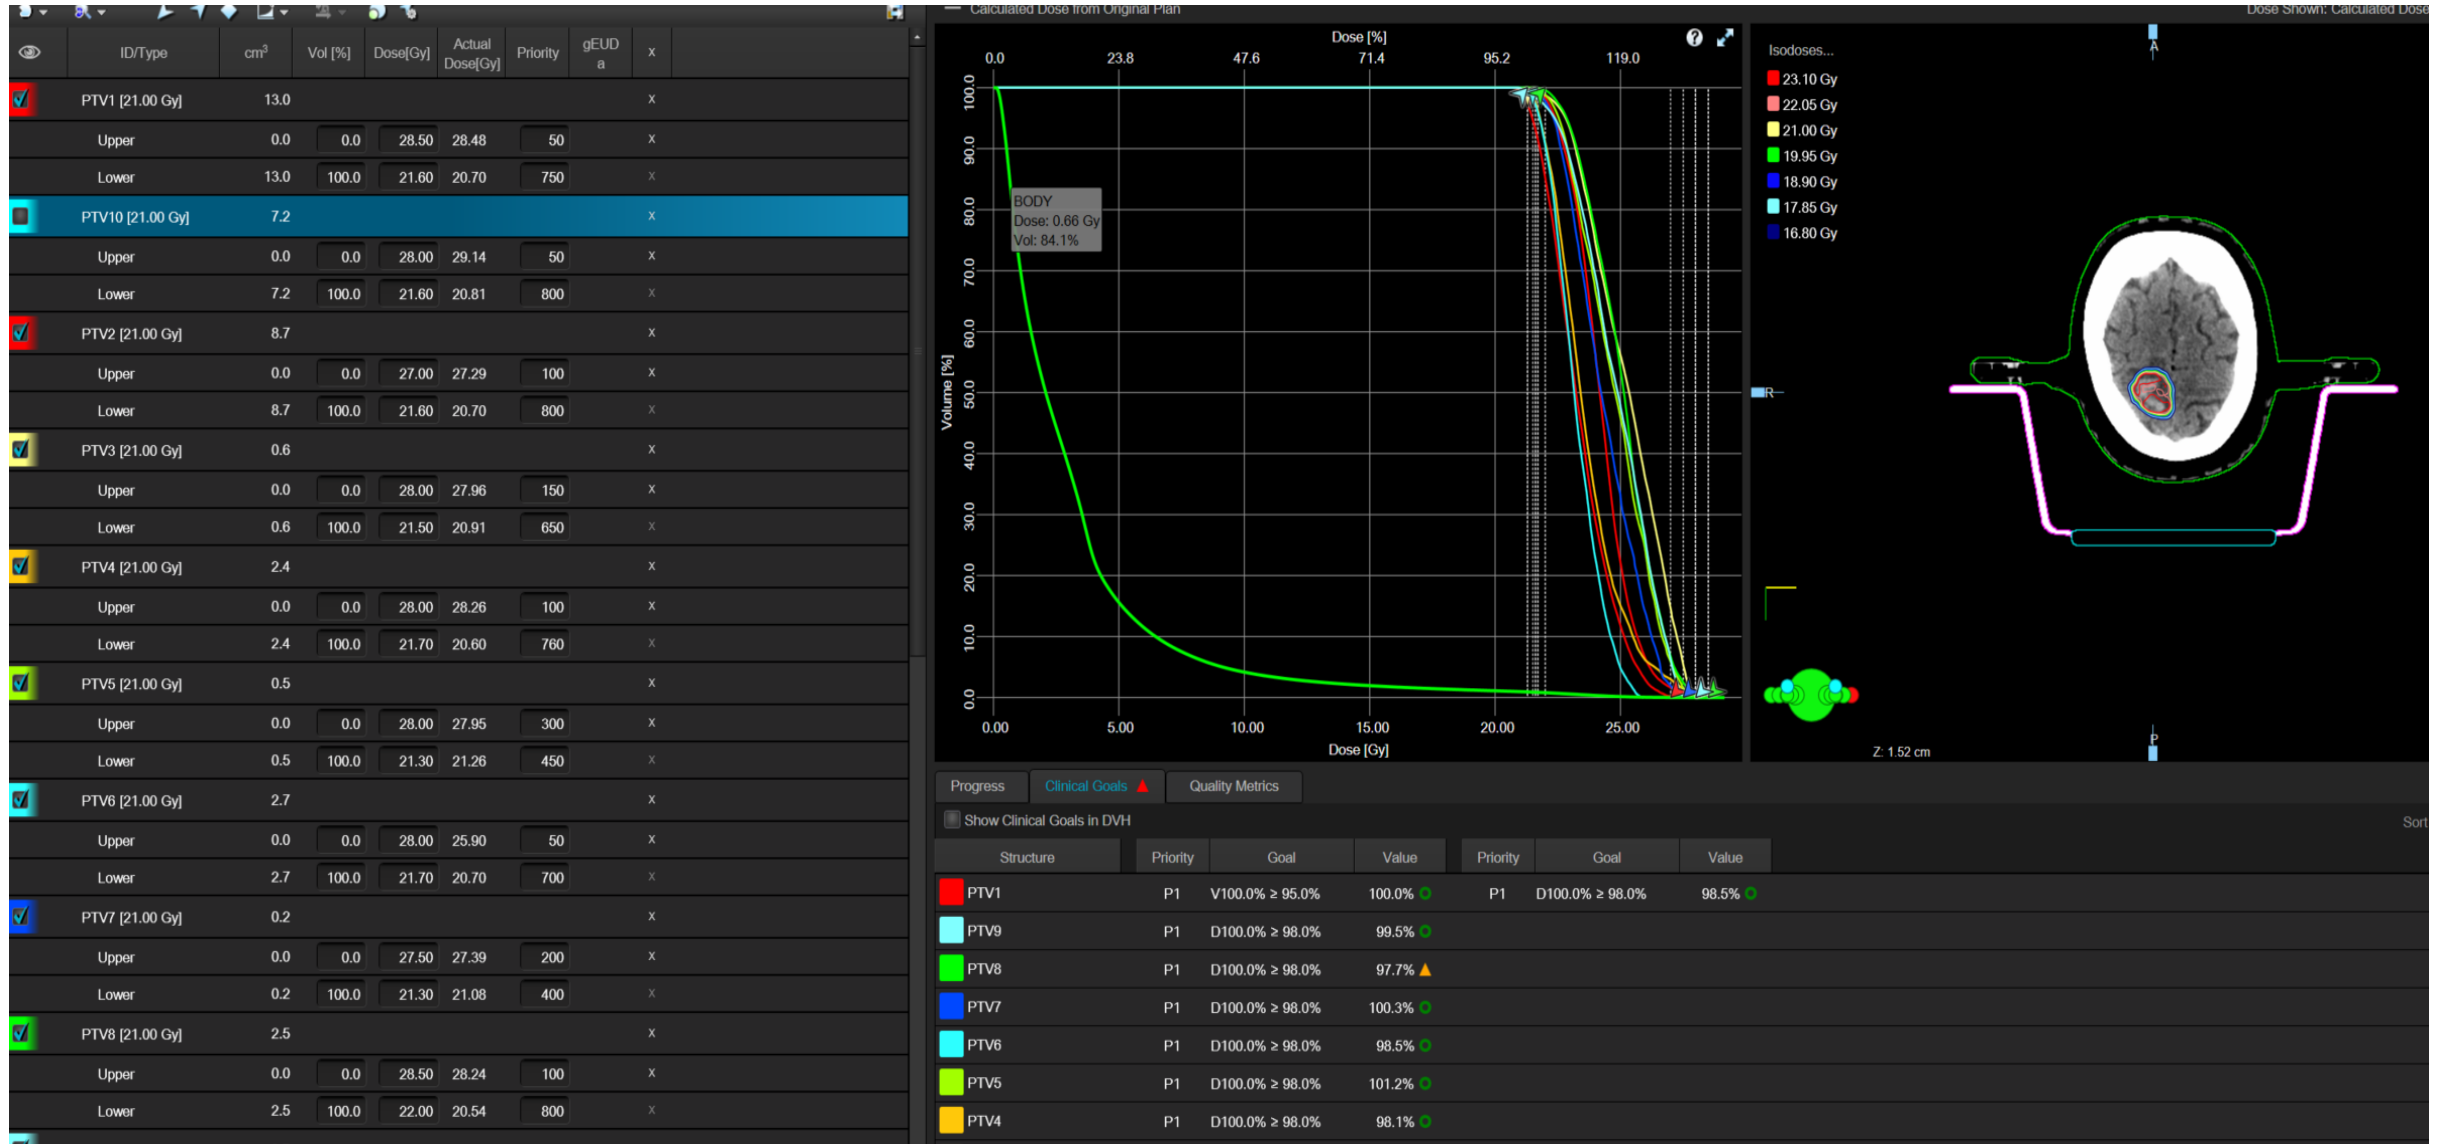 Calculated Dose from Original Plan
Dose Shown: Calculated Dose
ID/Type cm³ Vol [%] Dose[Gy] Actual Dose[Gy] Priority gEUD a X
PTV1 [21.00 Gy] 13.0 X
Upper 0.0 0.0 28.50 28.48 50 X
Lower 13.0 100.0 21.60 20.70 750 X
PTV10 [21.00 Gy] 7.2 X
Upper 0.0 0.0 28.00 29.14 50 X
Lower 7.2 100.0 21.60 20.81 800 X
PTV2 [21.00 Gy] 8.7 X
Upper 0.0 0.0 27.00 27.29 100 X
Lower 8.7 100.0 21.60 20.70 800 X
PTV3 [21.00 Gy] 0.6 X
Upper 0.0 0.0 28.00 27.96 150 X
Lower 0.6 100.0 21.50 20.91 650 X
PTV4 [21.00 Gy] 2.4 X
Upper 0.0 0.0 28.00 28.26 100 X
Lower 2.4 100.0 21.70 20.60 760 X
PTV5 [21.00 Gy] 0.5 X
Upper 0.0 0.0 28.00 27.95 300 X
Lower 0.5 100.0 21.30 21.26 450 X
PTV6 [21.00 Gy] 2.7 X
Upper 0.0 0.0 28.00 25.90 50 X
Lower 2.7 100.0 21.70 20.70 700 X
PTV7 [21.00 Gy] 0.2 X
Upper 0.0 0.0 27.50 27.39 200 X
Lower 0.2 100.0 21.30 21.08 400 X
PTV8 [21.00 Gy] 2.5 X
Upper 0.0 0.0 28.50 28.24 100 X
Lower 2.5 100.0 22.00 20.54 800 X
Dose [%]
?
0.0 23.8 47.6 71.4 95.2 119.0
100.0
90.0
80.0
70.0
60.0
50.0
40.0
30.0
20.0
10.0
0.0
Volume [%]
BODY
Dose: 0.66 Gy
Vol: 84.1%
0.00 5.00 10.00 15.00 20.00 25.00
Dose [Gy]
Isodoses...
23.10 Gy
22.05 Gy
21.00 Gy
19.95 Gy
18.90 Gy
17.85 Gy
16.80 Gy
A
R
P
Z: 1.52 cm
Progress Clinical Goals Quality Metrics
Show Clinical Goals in DVH
Sort
Structure Priority Goal Value Priority Goal Value
PTV1 P1 V100.0% ≥ 95.0% 100.0% P1 D100.0% ≥ 98.0% 98.5%
PTV9 P1 D100.0% ≥ 98.0% 99.5%
PTV8 P1 D100.0% ≥ 98.0% 97.7%
PTV7 P1 D100.0% ≥ 98.0% 100.3%
PTV6 P1 D100.0% ≥ 98.0% 98.5%
PTV5 P1 D100.0% ≥ 98.0% 101.2%
PTV4 P1 D100.0% ≥ 98.0% 98.1%